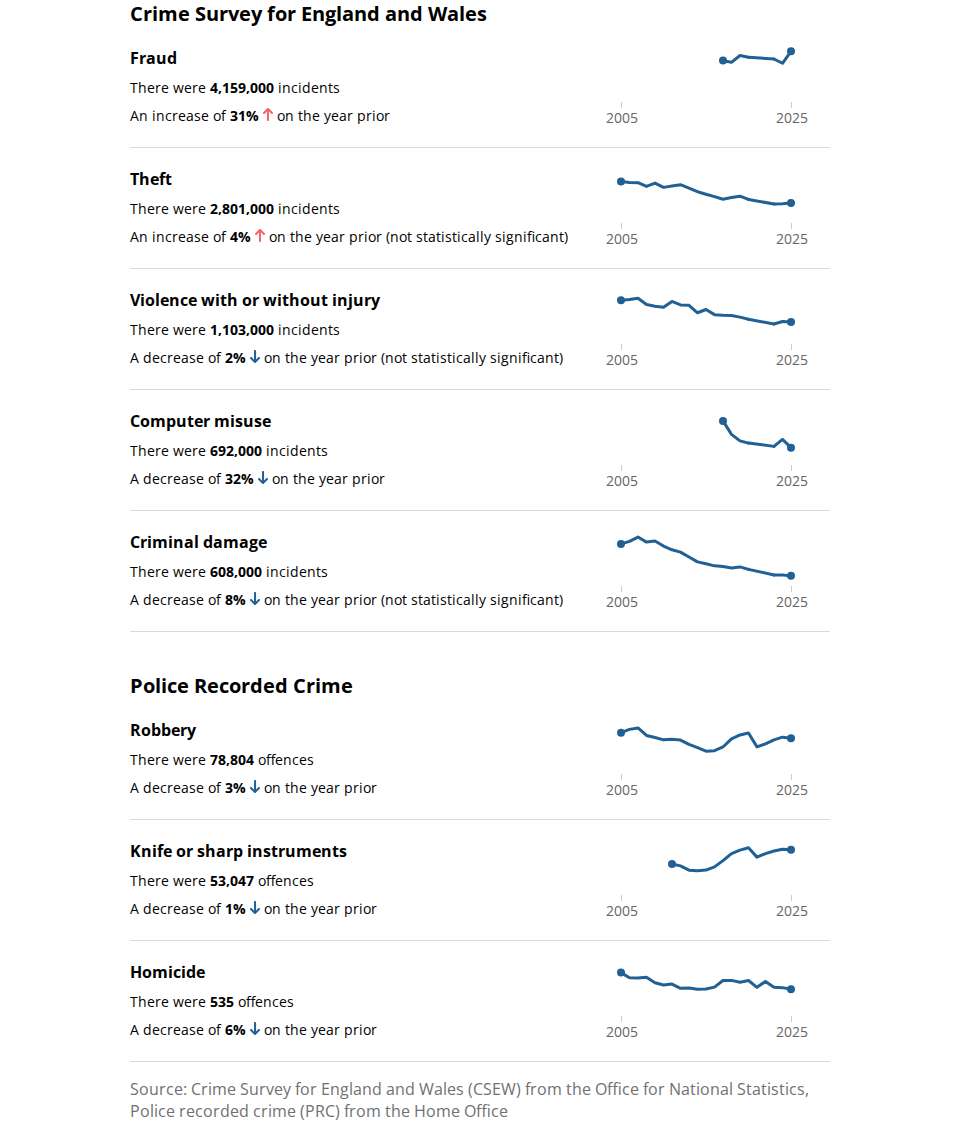 Crime Survey for England and Wales
Fraud
There were 4,159,000 incidents
An increase of 31% ↑ on the year prior
2005 2025
Theft
There were 2,801,000 incidents
An increase of 4% ↑ on the year prior (not statistically significant)
2005 2025
Violence with or without injury
There were 1,103,000 incidents
A decrease of 2% ↓ on the year prior (not statistically significant)
2005 2025
Computer misuse
There were 692,000 incidents
A decrease of 32% ↓ on the year prior
2005 2025
Criminal damage
There were 608,000 incidents
A decrease of 8% ↓ on the year prior (not statistically significant)
2005 2025
Police Recorded Crime
Robbery
There were 78,804 offences
A decrease of 3% ↓ on the year prior
2005 2025
Knife or sharp instruments
There were 53,047 offences
A decrease of 1% ↓ on the year prior
2005 2025
Homicide
There were 535 offences
A decrease of 6% ↓ on the year prior
2005 2025
Source: Crime Survey for England and Wales (CSEW) from the Office for National Statistics,
Police recorded crime (PRC) from the Home Office